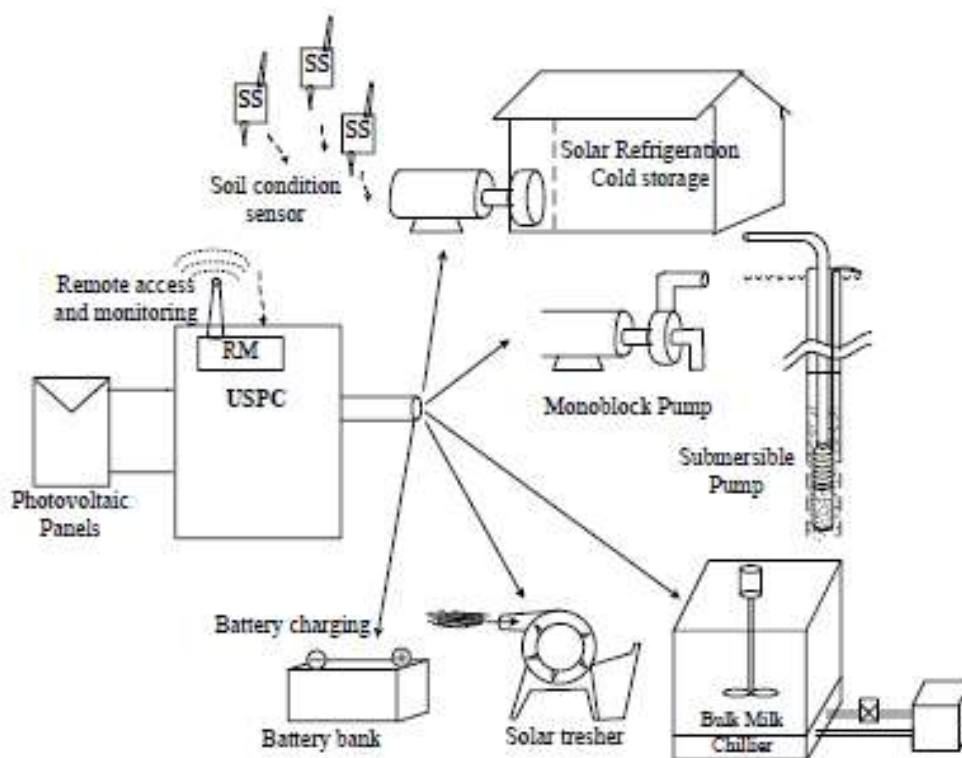 SS
SS
SS
Soil condition
sensor
Solar Refrigeration
Cold storage
Remote access
and monitoring
RM
USPC
Photovoltaic
Panels
Monoblock Pump
Submersible
Pump
Battery charging
Battery bank
Solar tresher
Bulk Milk
Chillier